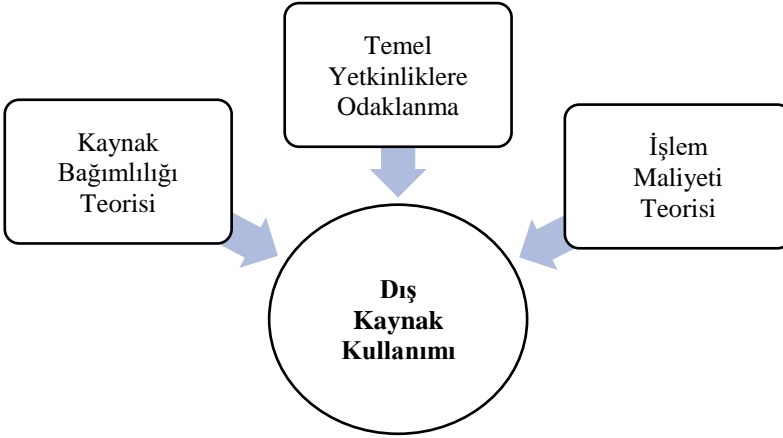 Temel
Yetkinliklere
Odaklanma
Kaynak
Bağımlılığı
Teorisi
İşlem
Maliyeti
Teorisi
Dış
Kaynak
Kullanımı